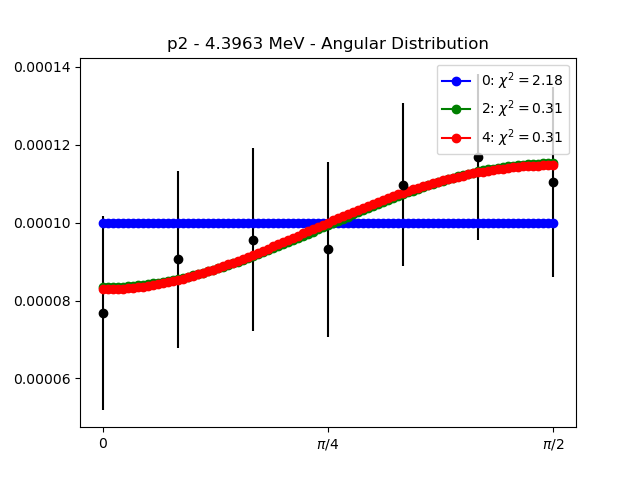 p2 - 4.3963 MeV - Angular Distribution
0.00014
0.00012
0.00010
0.00008
0.00006
0: χ² = 2.18
2: χ² = 0.31
4: χ² = 0.31
0
π/4
π/2